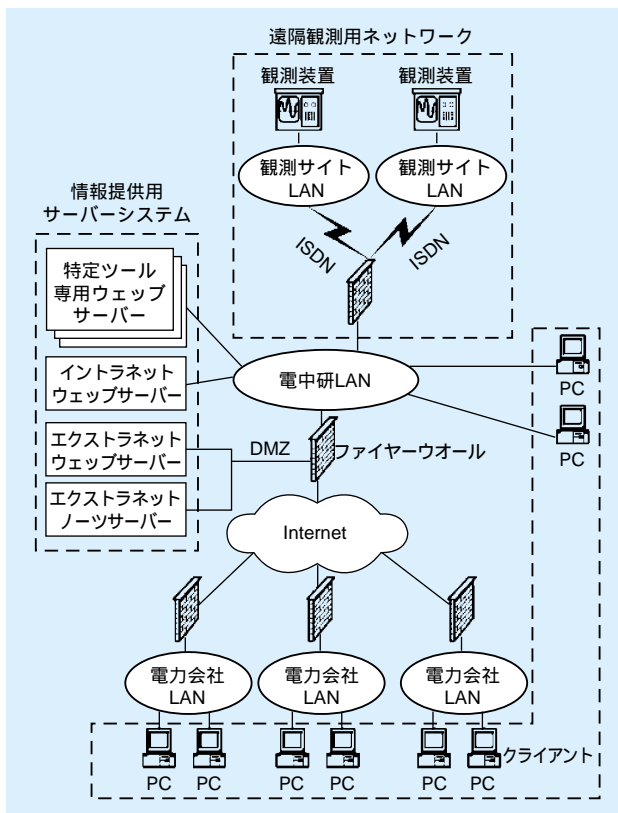 遠隔観測用ネットワーク
観測装置
観測装置
観測サイト
LAN
観測サイト
LAN
ISDN
ISDN
情報提供用
サーバーシステム
特定ツール
専用ウェッブ
サーバー
イントラネット
ウェッブサーバー
エクストラネット
ウェッブサーバー
エクストラネット
ノーツサーバー
電中研LAN
PC
PC
DMZ
ファイヤーウオール
Internet
電力会社
LAN
電力会社
LAN
電力会社
LAN
クライアント
PC
PC
PC
PC
PC
PC